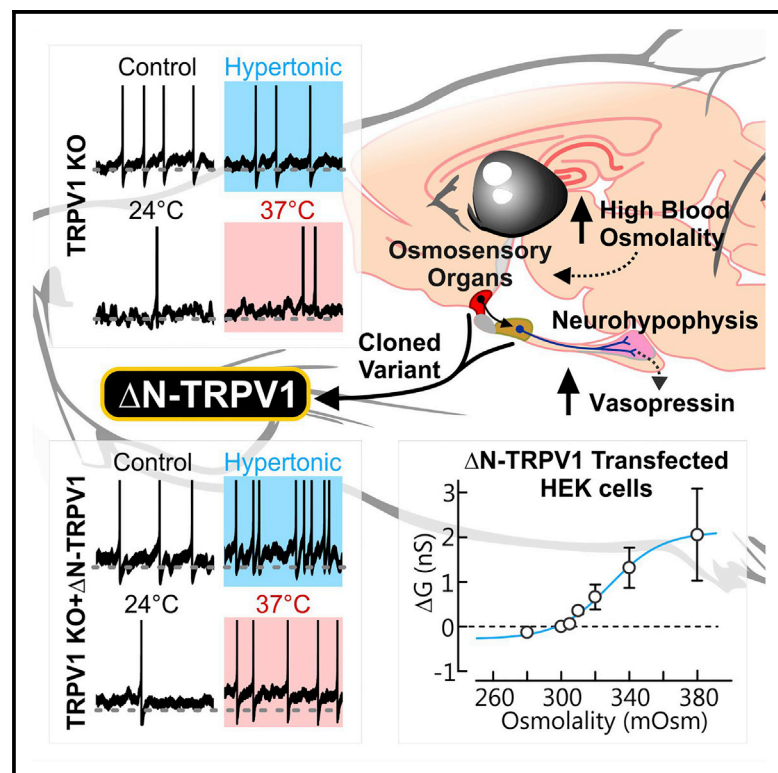 Control Hypertonic
TRPV1 KO
24°C 37°C
High Blood
Osmolality
Osmosensory
Organs
Neurohypophysis
Cloned
Variant
ΔN-TRPV1
Vasopressin
Control Hypertonic
TRPV1 KO+ΔN-TRPV1
24°C 37°C
ΔN-TRPV1 Transfected
HEK cells
ΔG (nS)
3
2
1
0
-1
260 300 340 380
Osmolality (mOsm)